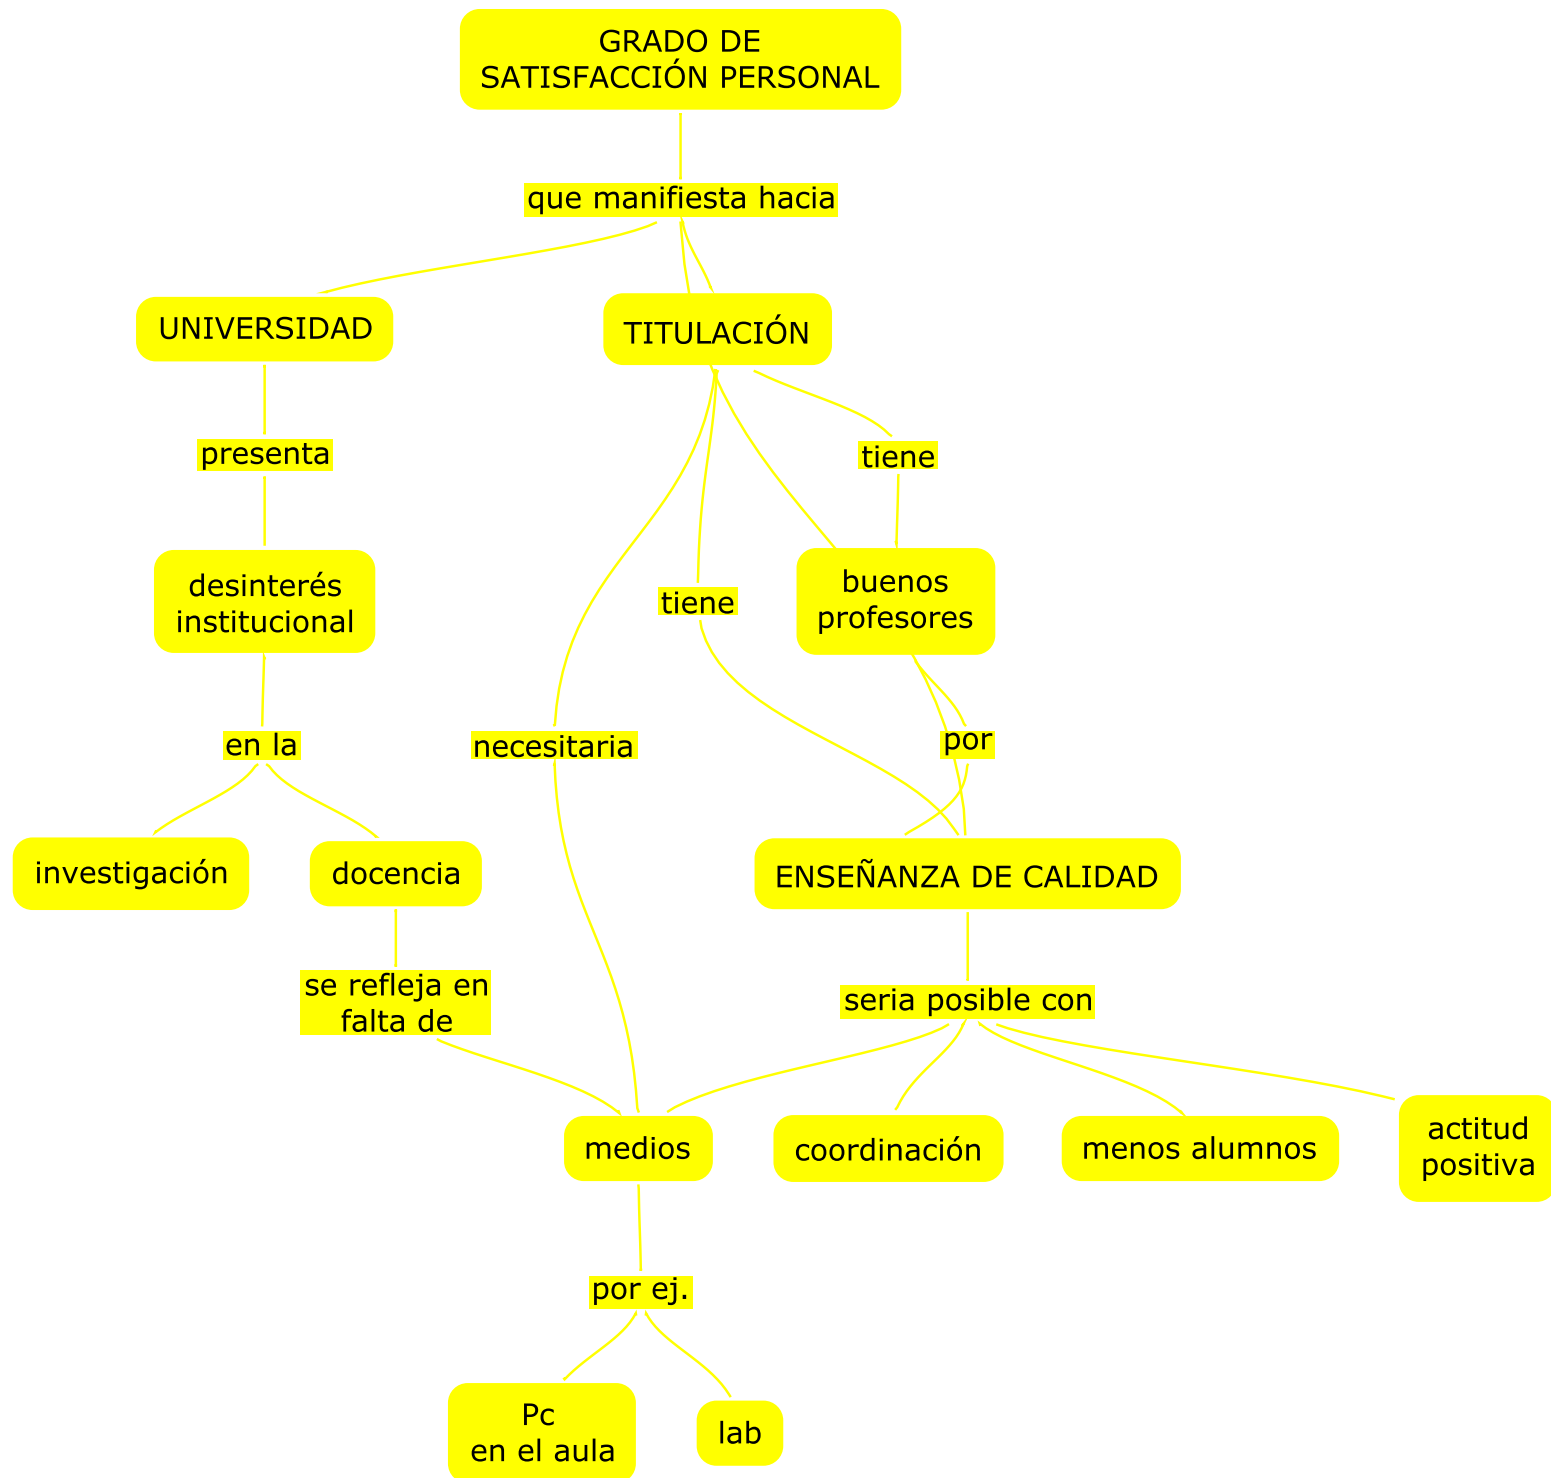 GRADO DE
SATISFACCIÓN PERSONAL
que manifiesta hacia
UNIVERSIDAD
TITULACIÓN
presenta
tiene
desinterés
institucional
tiene
buenos
profesores
en la
necesitaria
por
investigación
docencia
ENSEÑANZA DE CALIDAD
se refleja en
falta de
seria posible con
medios
coordinación
menos alumnos
actitud
positiva
por ej.
Pc
en el aula
lab